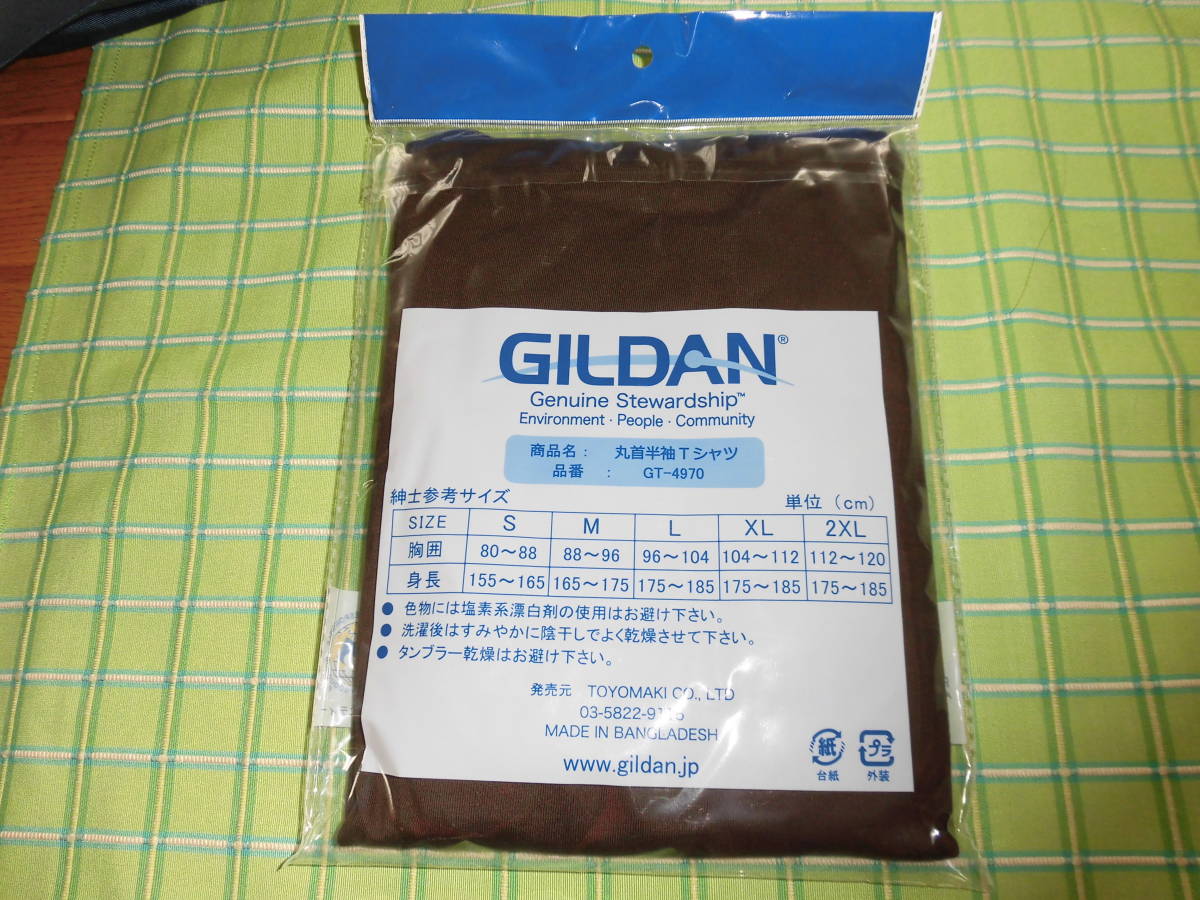 GILDAN®
Genuine Stewardship™
Environment · People · Community
商品名 : 丸首半袖Tシャツ
品番 : GT-4970
紳士参考サイズ 単位 (cm)
SIZE S M L XL 2XL
胸囲 80〜88 88〜96 96〜104 104〜112 112〜120
身長 155〜165 165〜175 175〜185 175〜185 175〜185
● 色物には塩素系漂白剤の使用はお避け下さい。
● 洗濯後はすみやかに陰干しでよく乾燥させて下さい。
● タンブラー乾燥はお避け下さい。
発売元 TOYOMAKI CO., LTD
MADE IN BANGLADESH
www.gildan.jp
紙 プラ
台紙 外装